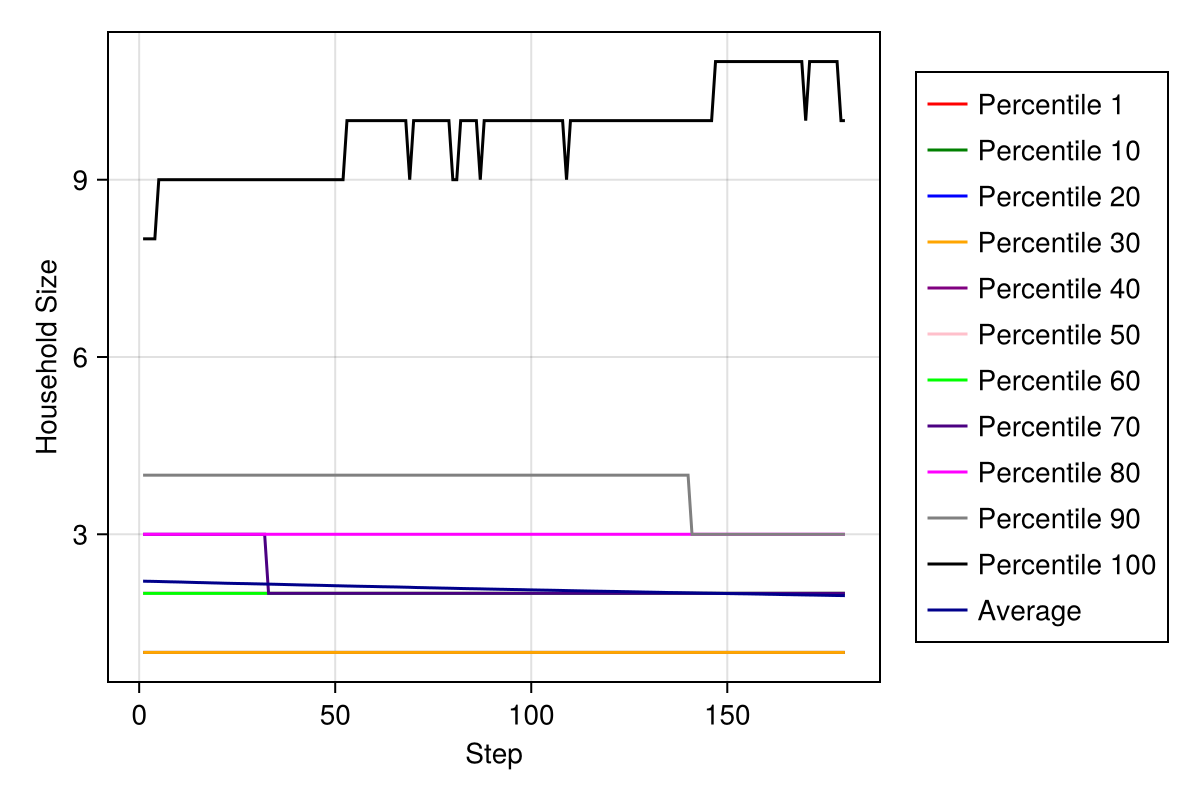 Household Size
9
6
3
0
50
100
150
Step
Percentile 1
Percentile 10
Percentile 20
Percentile 30
Percentile 40
Percentile 50
Percentile 60
Percentile 70
Percentile 80
Percentile 90
Percentile 100
Average